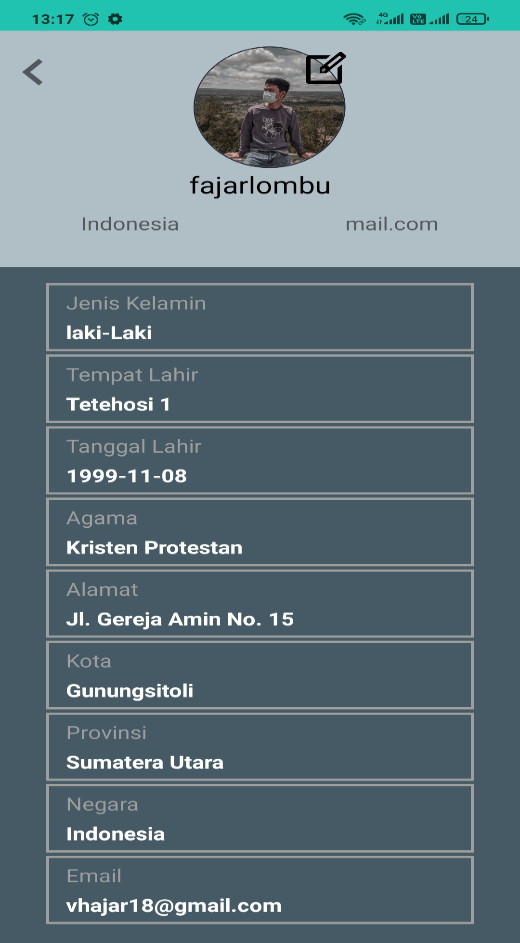 13:17
4G
Vo
LTE
24
fajarlombu
Indonesia
mail.com
Jenis Kelamin
laki-Laki
Tempat Lahir
Tetehosi 1
Tanggal Lahir
1999-11-08
Agama
Kristen Protestan
Alamat
Jl. Gereja Amin No. 15
Kota
Gunungsitoli
Provinsi
Sumatera Utara
Negara
Indonesia
Email
vhajar18@gmail.com